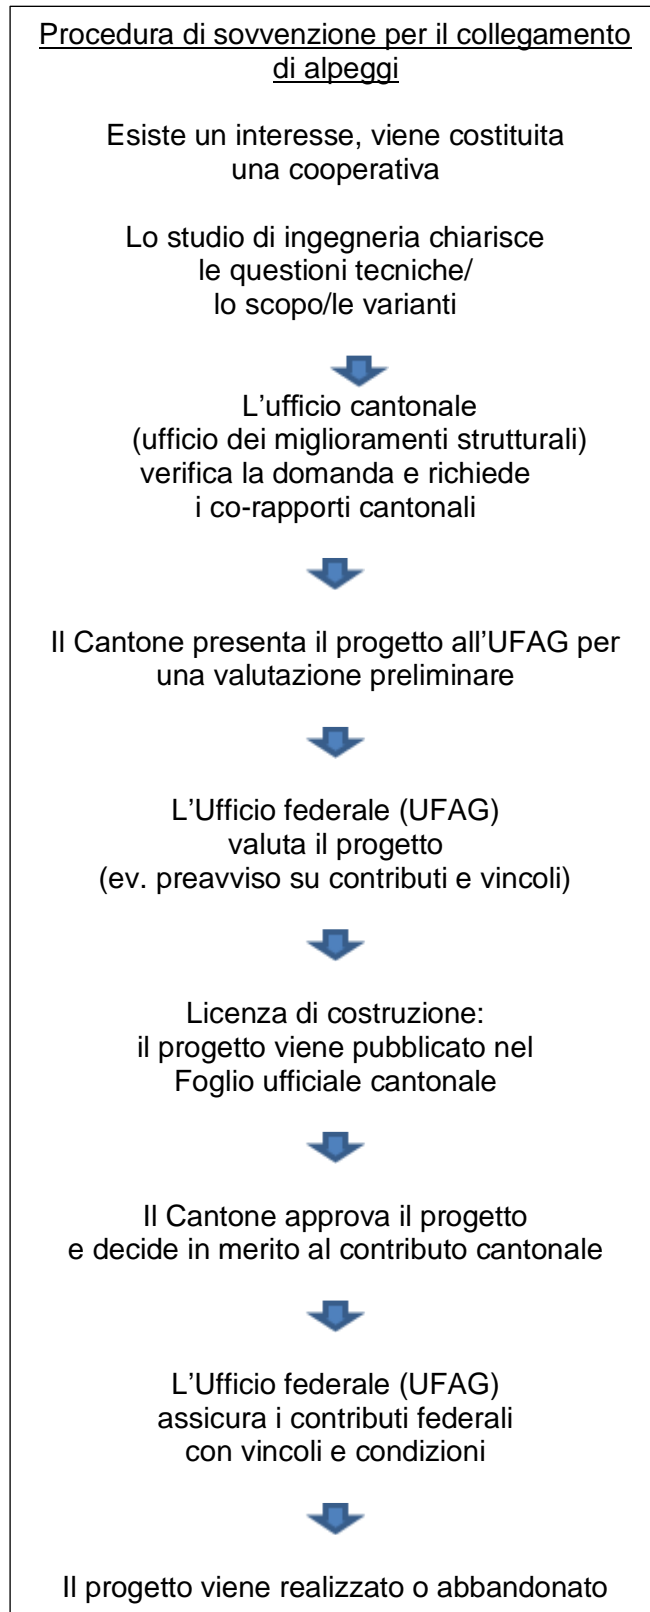 Procedura di sovvenzione per il collegamento
di alpeggi
Esiste un interesse, viene costituita
una cooperativa
Lo studio di ingegneria chiarisce
le questioni tecniche/
lo scopo/le varianti
L'ufficio cantonale
(ufficio dei miglioramenti strutturali)
verifica la domanda e richiede
i co-rapporti cantonali
Il Cantone presenta il progetto all'UFAG per
una valutazione preliminare
L'Ufficio federale (UFAG)
valuta il progetto
(ev. preavviso su contributi e vincoli)
Licenza di costruzione:
il progetto viene pubblicato nel
Foglio ufficiale cantonale
Il Cantone approva il progetto
e decide in merito al contributo cantonale
L'Ufficio federale (UFAG)
assicura i contributi federali
con vincoli e condizioni
Il progetto viene realizzato o abbandonato